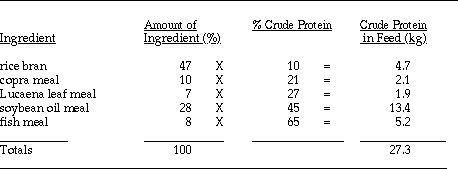 Amount of % Crude Protein Crude Protein
Ingredient Ingredient (%) in Feed (kg)
rice bran 47 X 10 = 4.7
copra meal 10 X 21 = 2.1
Lucaena leaf meal 7 X 27 = 1.9
soybean oil meal 28 X 45 = 13.4
fish meal 8 X 65 = 5.2
Totals 100 27.3